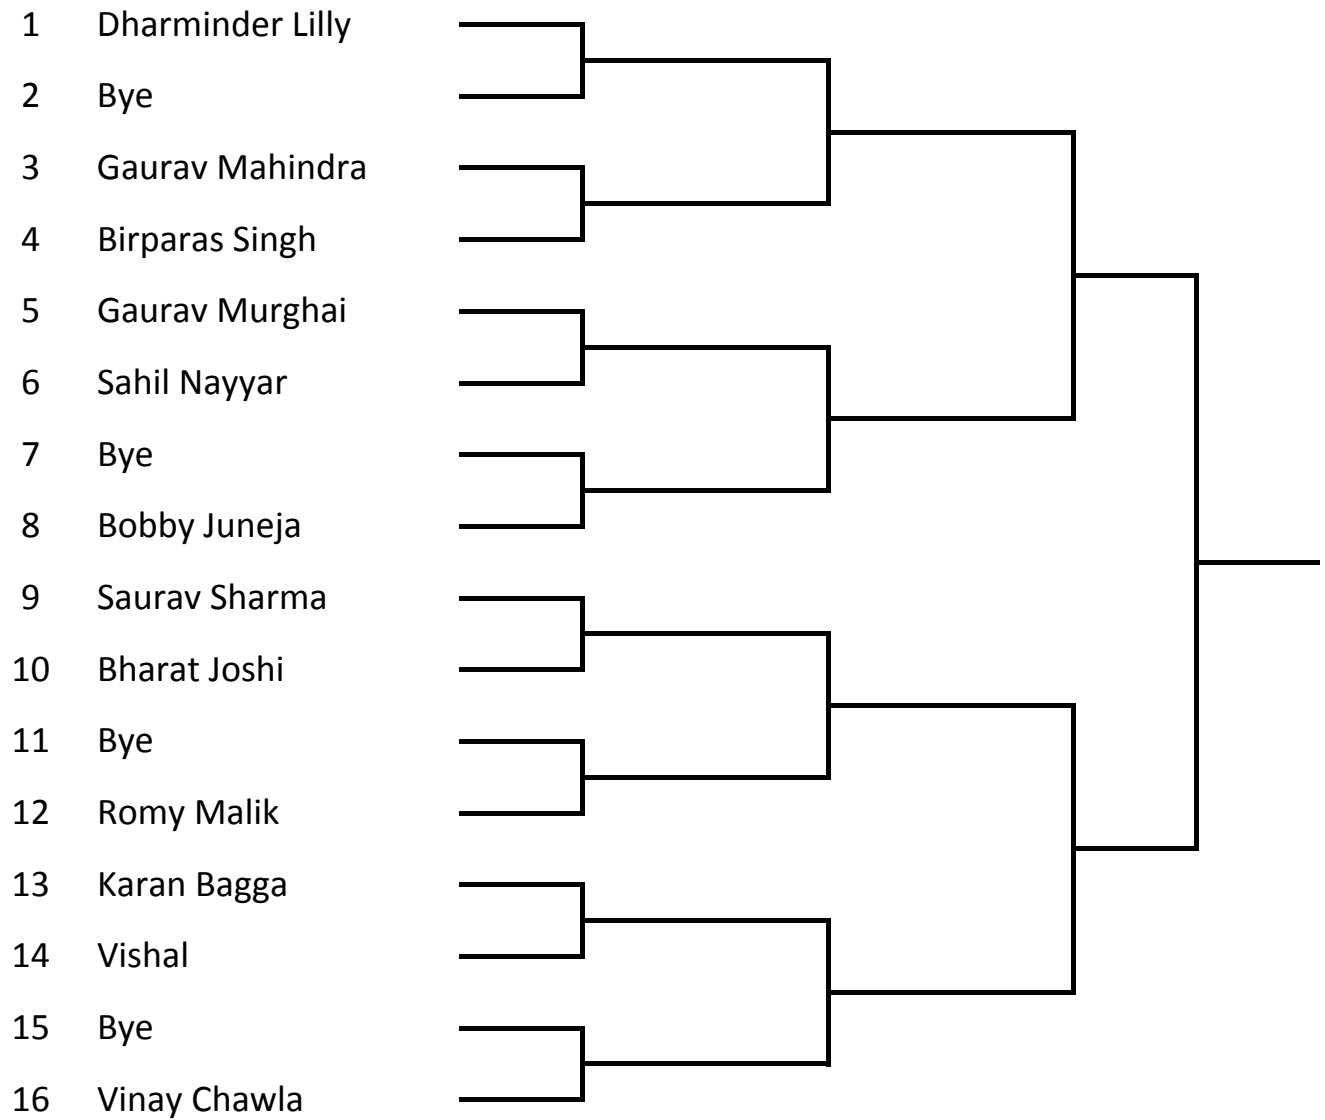 1 Dharminder Lilly
2 Bye
3 Gaurav Mahindra
4 Birparas Singh
5 Gaurav Murghai
6 Sahil Nayyar
7 Bye
8 Bobby Juneja
9 Saurav Sharma
10 Bharat Joshi
11 Bye
12 Romy Malik
13 Karan Bagga
14 Vishal
15 Bye
16 Vinay Chawla